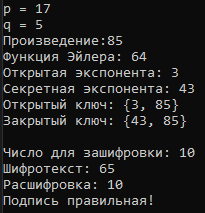 p = 17
q = 5
Произведение:85
Функция Эйлера: 64
Открытая экспонента: 3
Секретная экспонента: 43
Открытый ключ: {3, 85}
Закрытый ключ: {43, 85}
Число для зашифровки: 10
Шифротекст: 65
Расшифровка: 10
Подпись правильная!